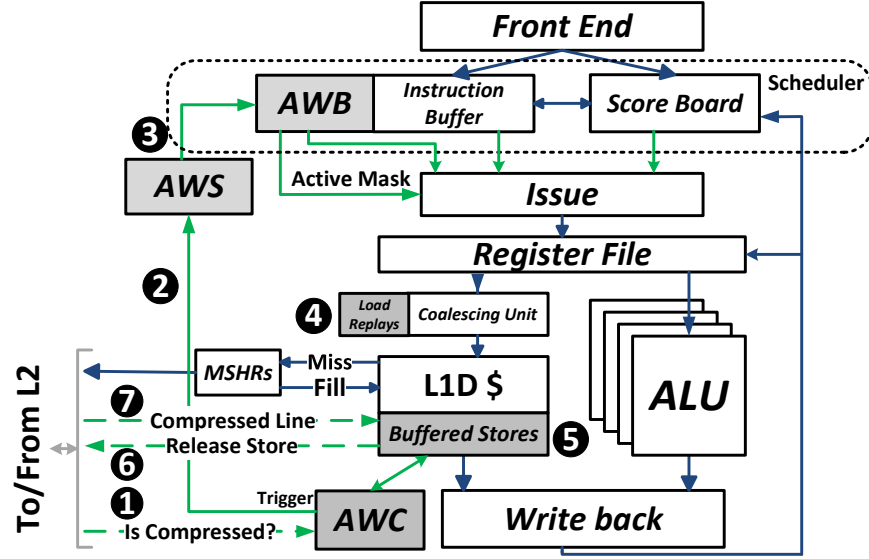 Front End
Scheduler
AWB
Instruction
Buffer
Score Board
3
AWS
Active Mask
Issue
Register File
2
4
Load
Replays
Coalescing Unit
MSHRs
Miss
Fill
L1D $
ALU
To/From L2
7
Compressed Line
Release Store
Buffered Stores
5
6
1
Trigger
Is Compressed?
AWC
Write back